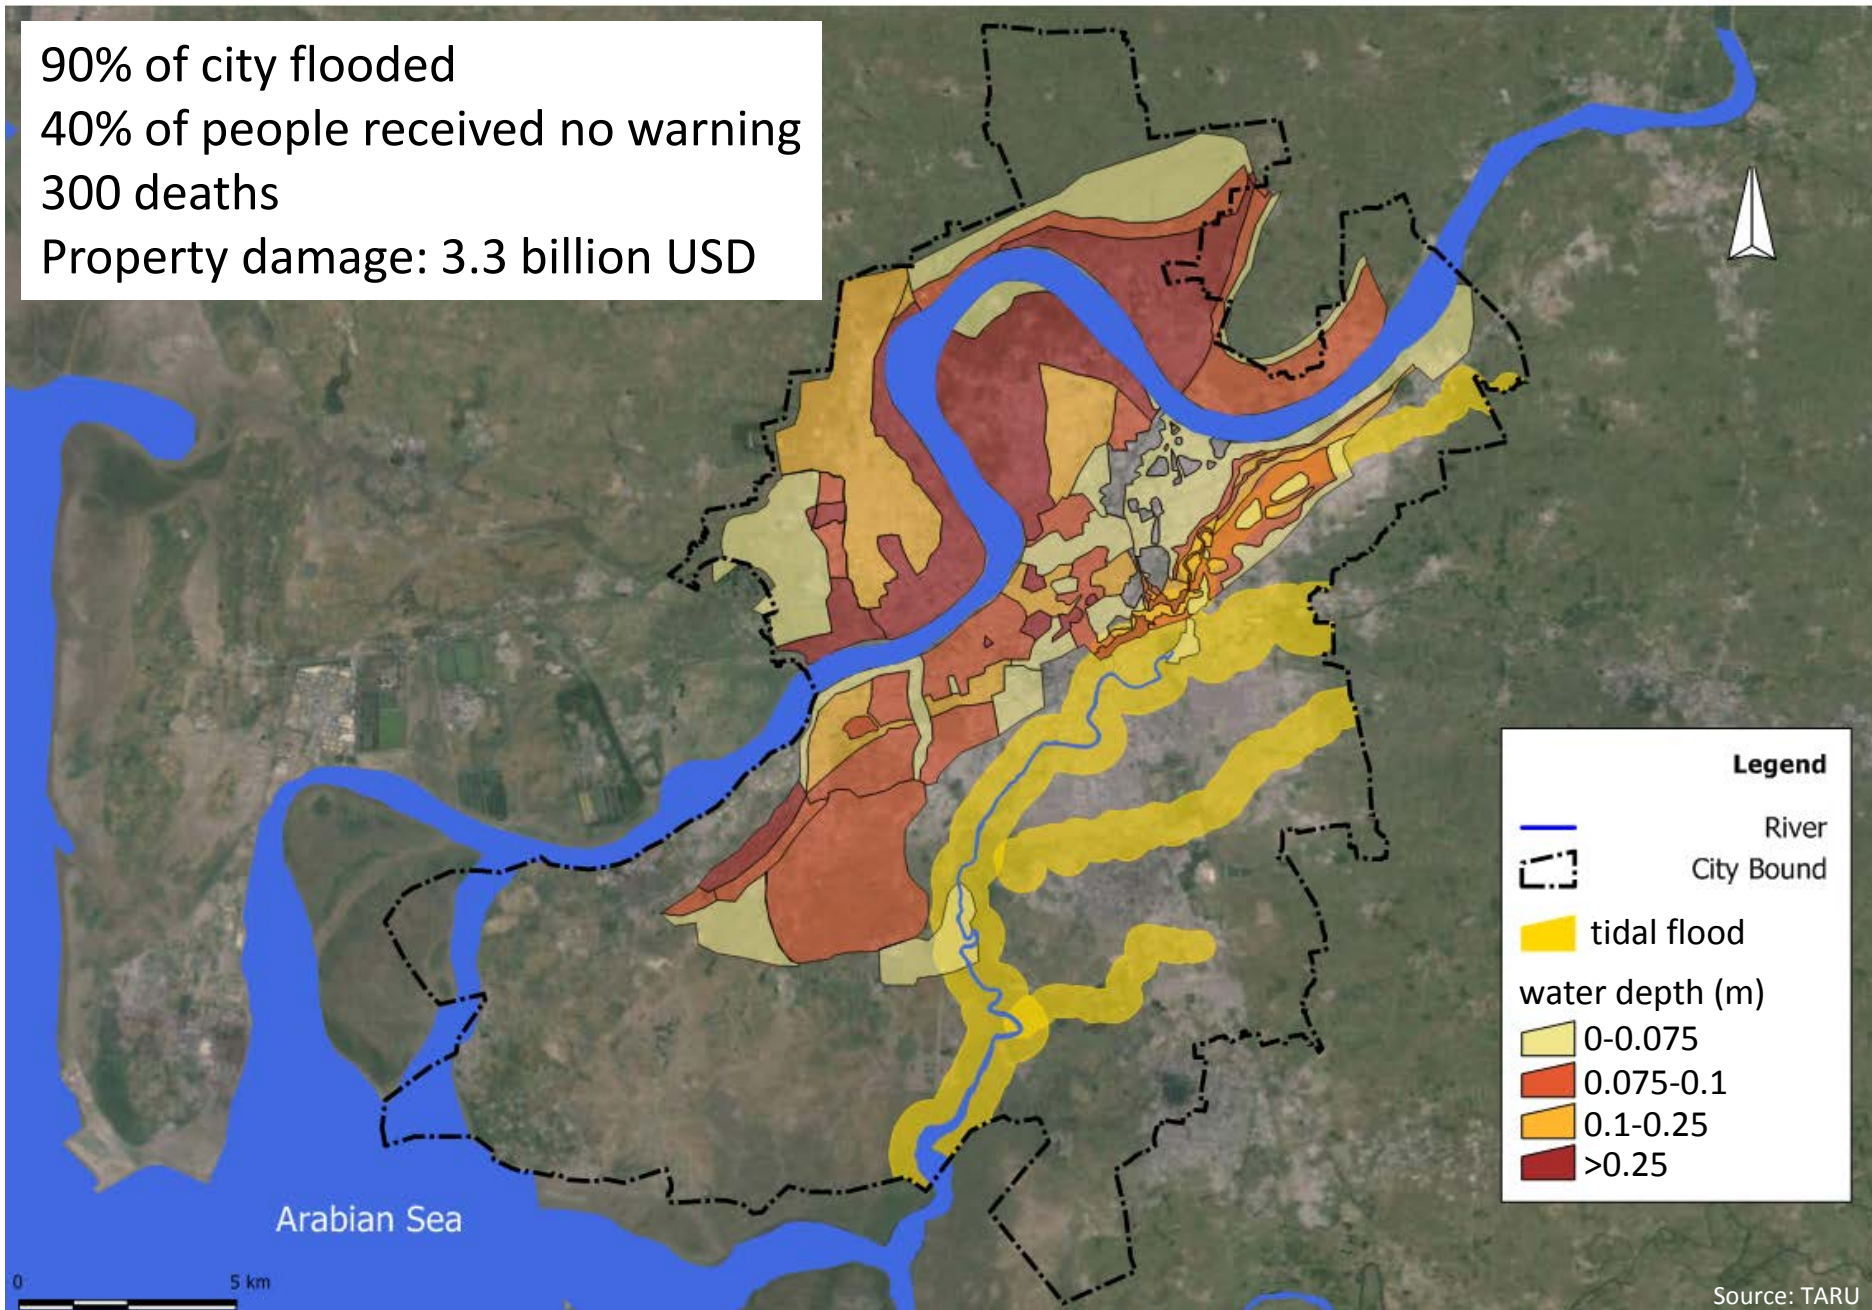 90% of city flooded
40% of people received no warning
300 deaths
Property damage: 3.3 billion USD
Legend
River
City Bound
tidal flood
water depth (m)
0-0.075
0.075-0.1
0.1-0.25
>0.25
Arabian Sea
0 5 km
Source: TARU